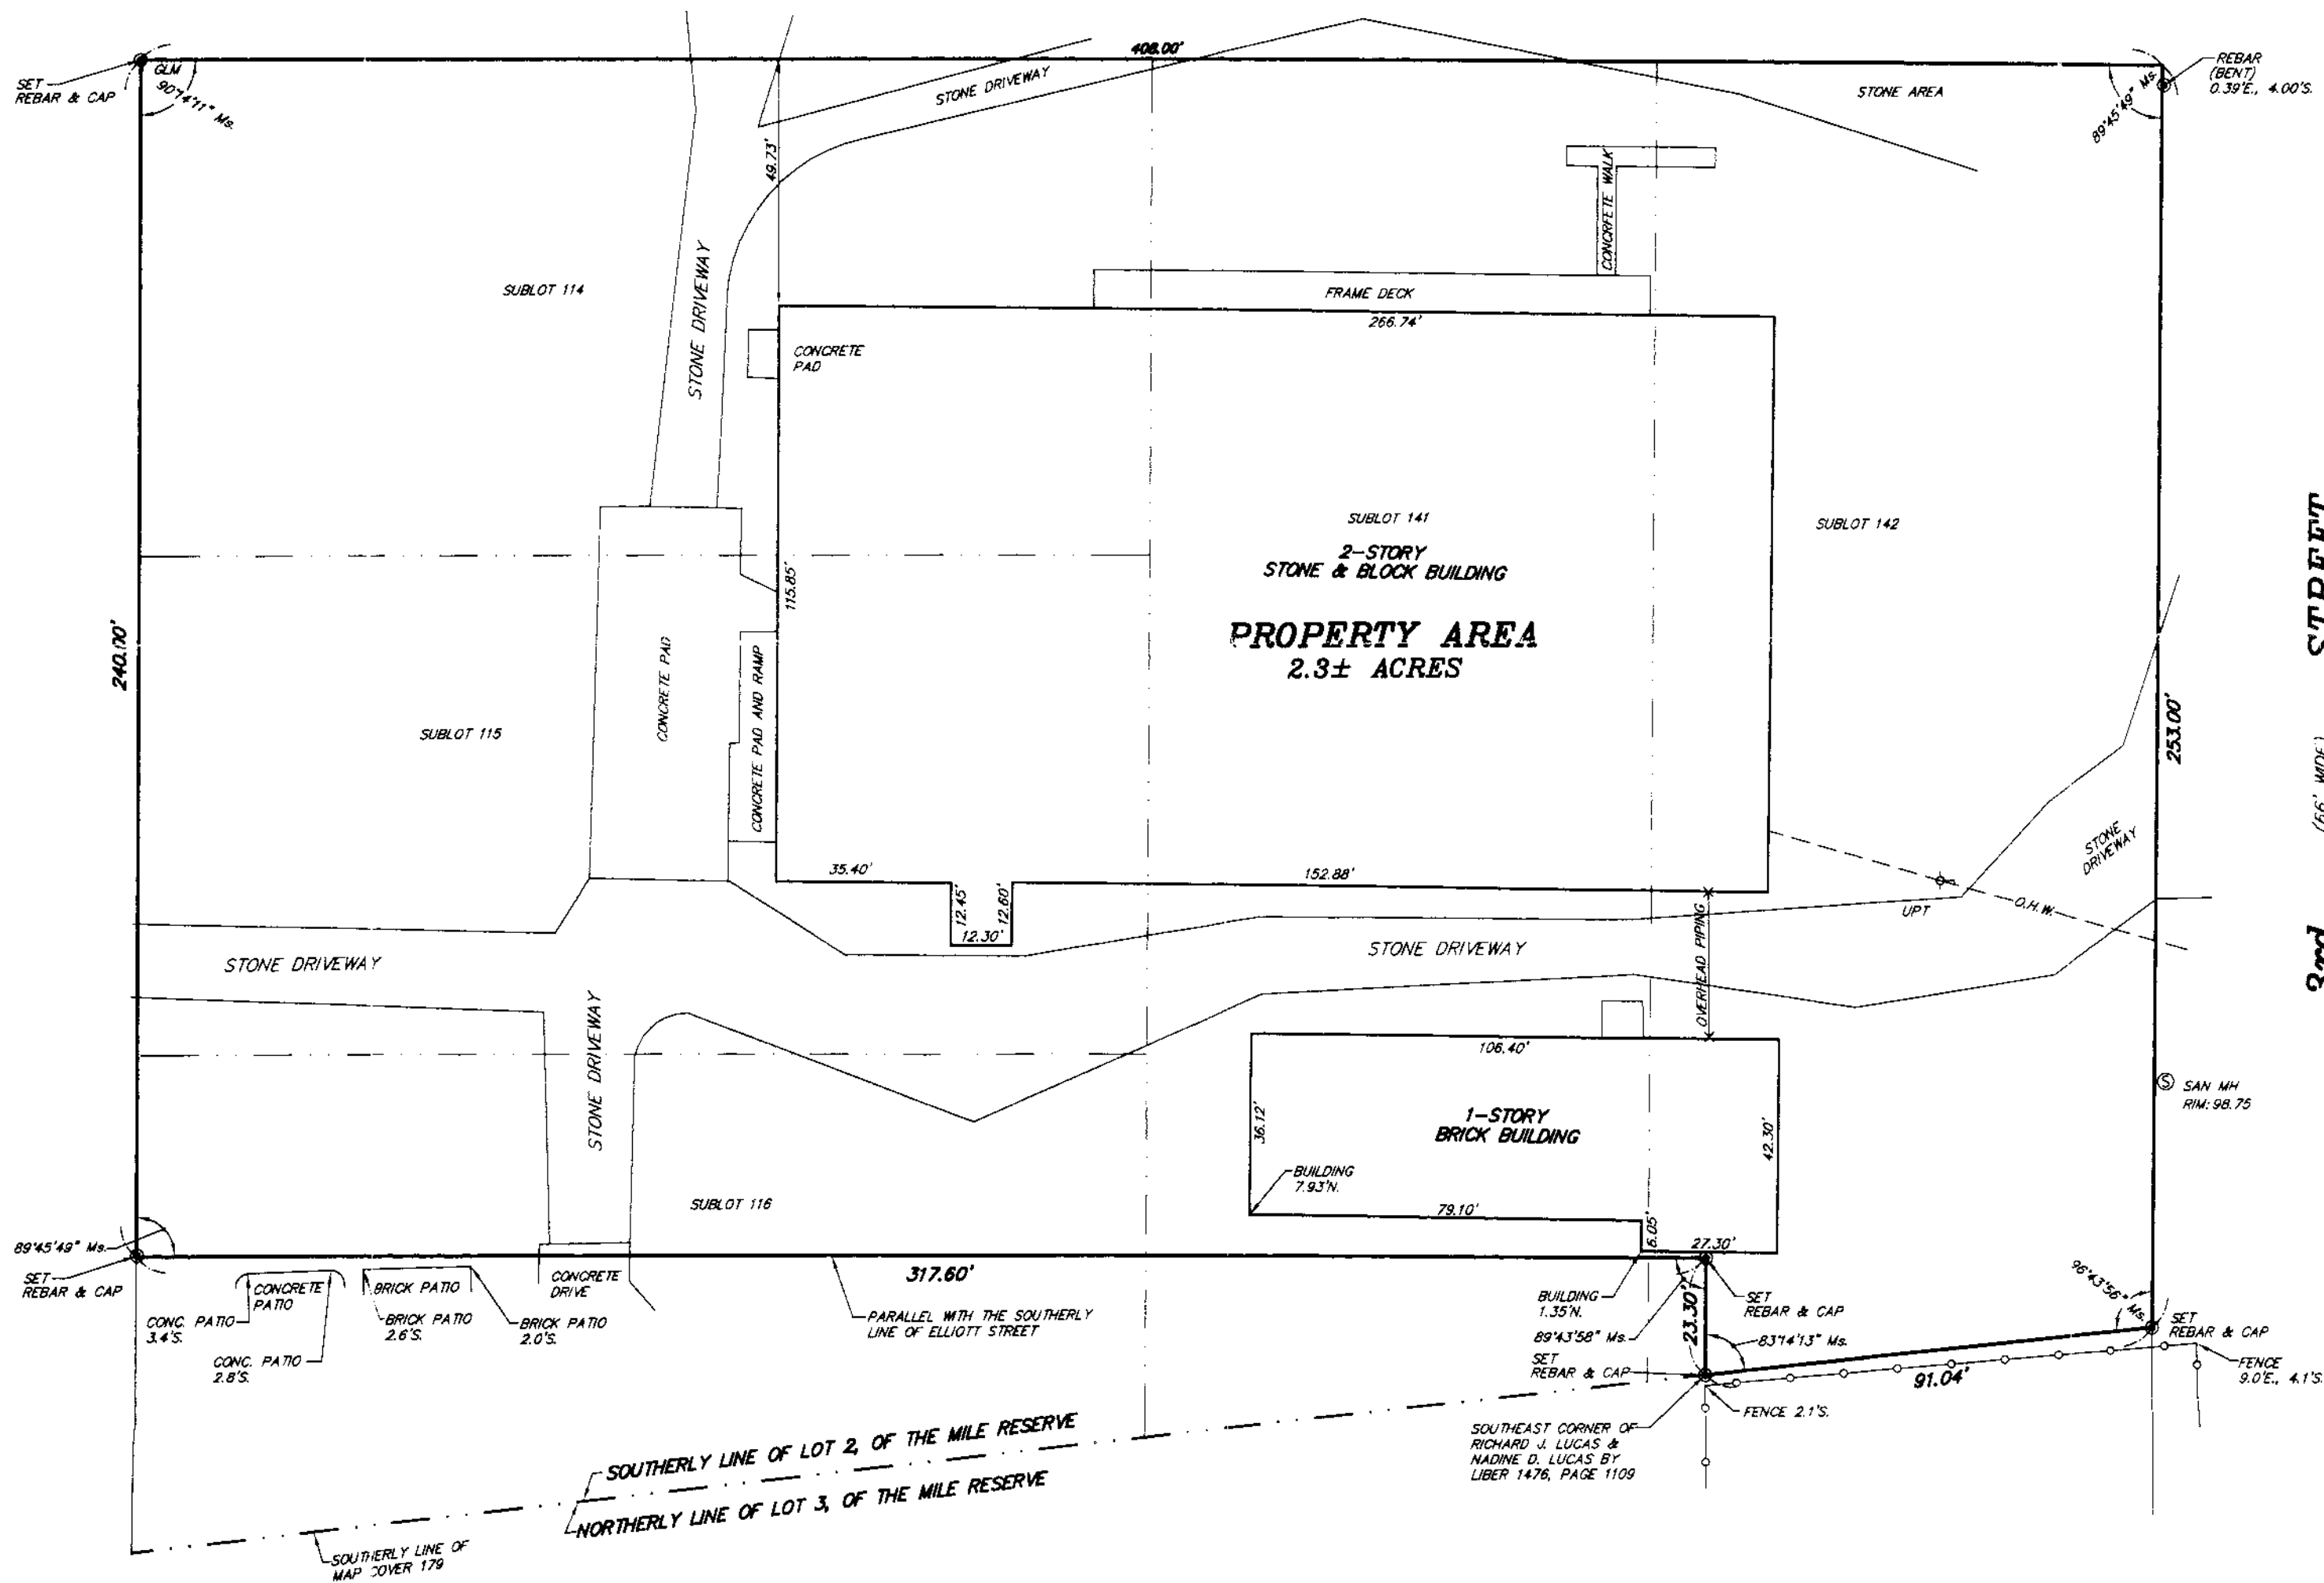 408.00'
SET
REBAR & CAP
GLM
90°14'11" Ms.
STONE DRIVEWAY
STONE AREA
89°45'49" Ms.
REBAR
(BENT)
0.39'E., 4.00'S.
49.73'
CONCRETE WALK
SUBLOT 114
STONE DRIVEWAY
FRAME DECK
266.74'
CONCRETE
PAD
SUBLOT 141
SUBLOT 142
2-STORY
STONE & BLOCK BUILDING
PROPERTY AREA
2.3± ACRES
115.85'
240.00'
CONCRETE PAD
CONCRETE PAD AND RAMP
SUBLOT 115
253.00'
3rd STREET
(66' WIDE)
STONE
DRIVEWAY
35.40'
12.45'
12.60'
12.30'
152.88'
UPT
O.H.W.
STONE DRIVEWAY
STONE DRIVEWAY
OVERHEAD PIPING
STONE DRIVEWAY
106.40'
36.12'
1-STORY
BRICK BUILDING
42.30'
S
SAN MH
RIM: 98.75
BUILDING
7.93'N.
79.10'
6.05'
27.30'
SUBLOT 116
89°45'49" Ms.
SET
REBAR & CAP
317.60'
CONCRETE
PATIO
BRICK PATIO
CONCRETE
DRIVE
CONC. PATIO
3.4'S.
CONC. PATIO
2.8'S.
BRICK PATIO
2.6'S.
BRICK PATIO
2.0'S.
PARALLEL WITH THE SOUTHERLY
LINE OF ELLIOTT STREET
BUILDING
1.35'N.
89°43'58" Ms.
23.30'
SET
REBAR & CAP
83°14'13" Ms.
96°43'56" Ms.
SET
REBAR & CAP
SET
REBAR & CAP
91.04'
FENCE
9.0'E., 4.1'S.
FENCE 2.1'S.
SOUTHEAST CORNER OF
RICHARD J. LUCAS &
NADINE D. LUCAS BY
LIBER 1476, PAGE 1109
SOUTHERLY LINE OF LOT 2, OF THE MILE RESERVE
NORTHERLY LINE OF LOT 3, OF THE MILE RESERVE
SOUTHERLY LINE OF
MAP COVER 179